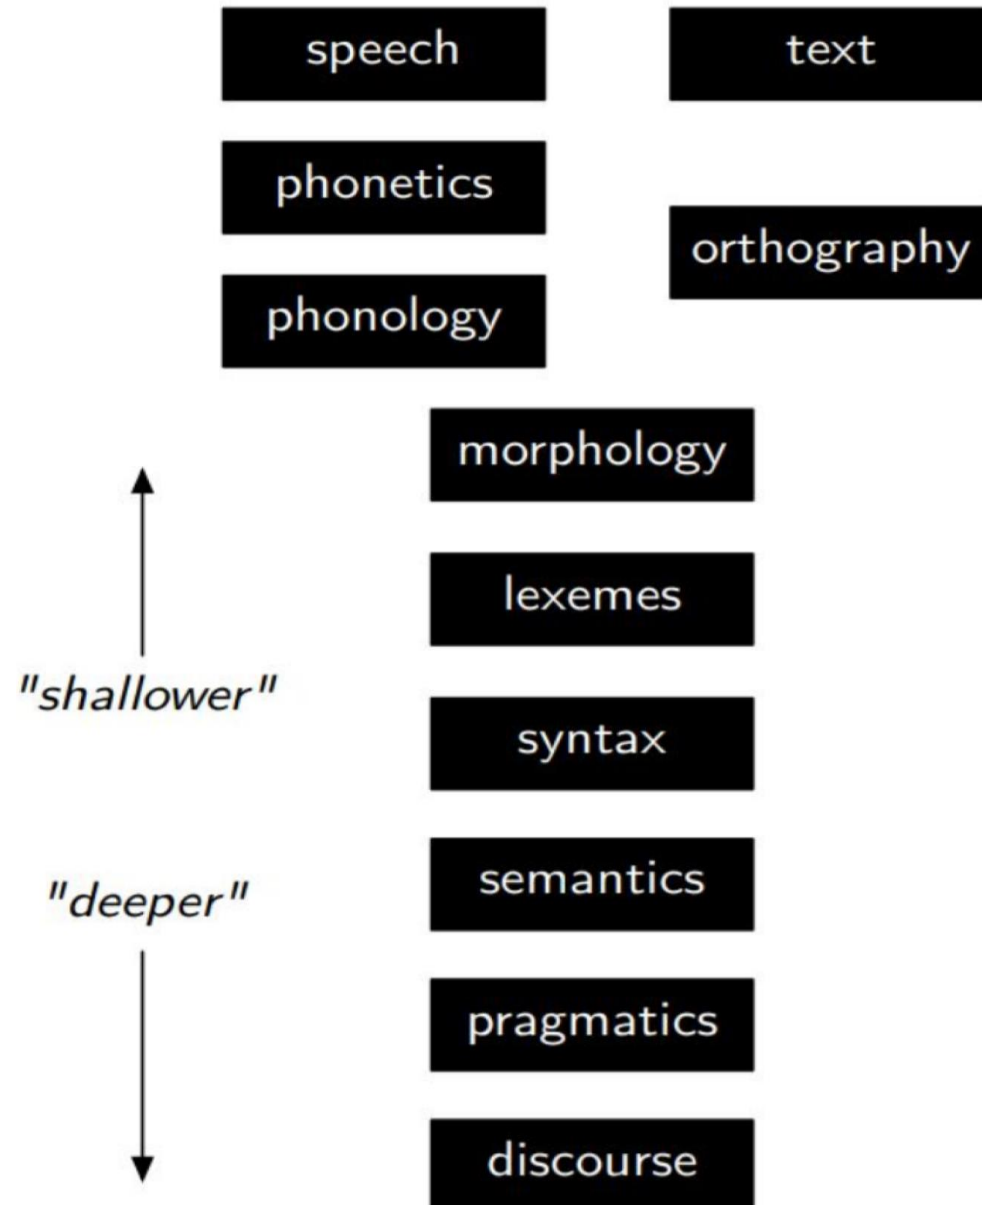 speech
text
phonetics
orthography
phonology
morphology
lexemes
"shallower"
syntax
semantics
"deeper"
pragmatics
discourse